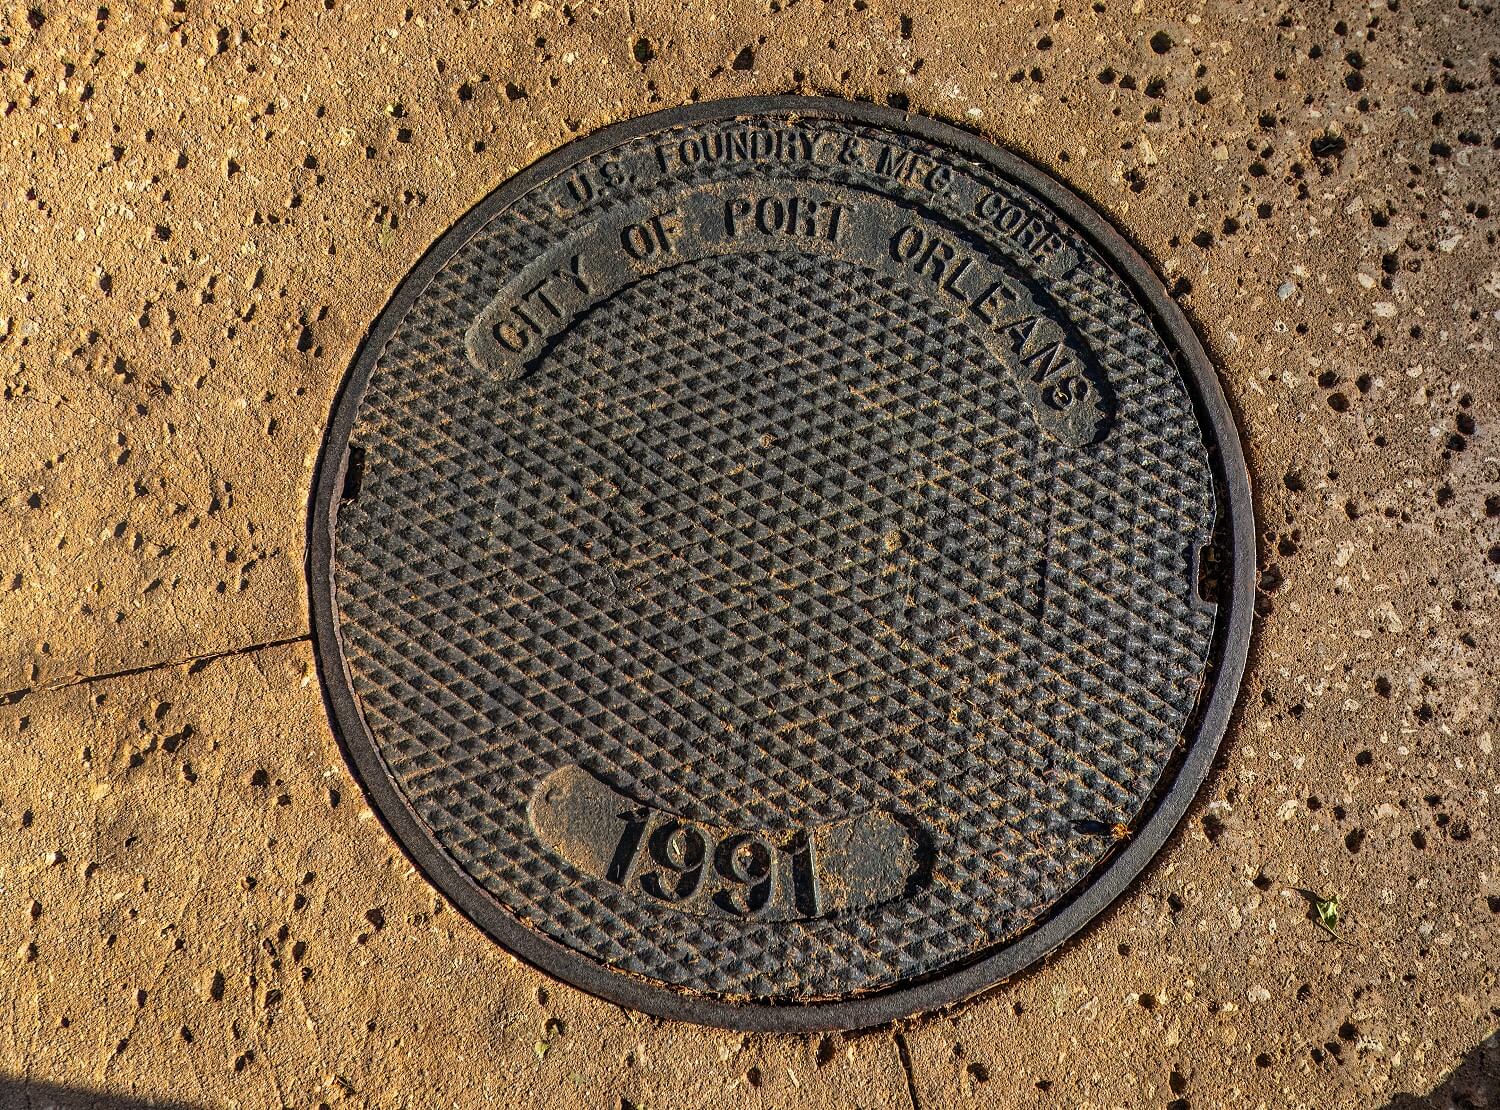 U.S. FOUNDRY & MFG. CORP.
CITY OF PORT ORLEANS
1991